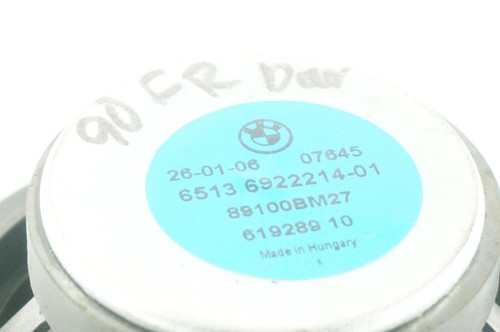 90 FR Door
26-01-06 07645
6513 6922214-01
89100BM27
619289 10
Made in Hungary